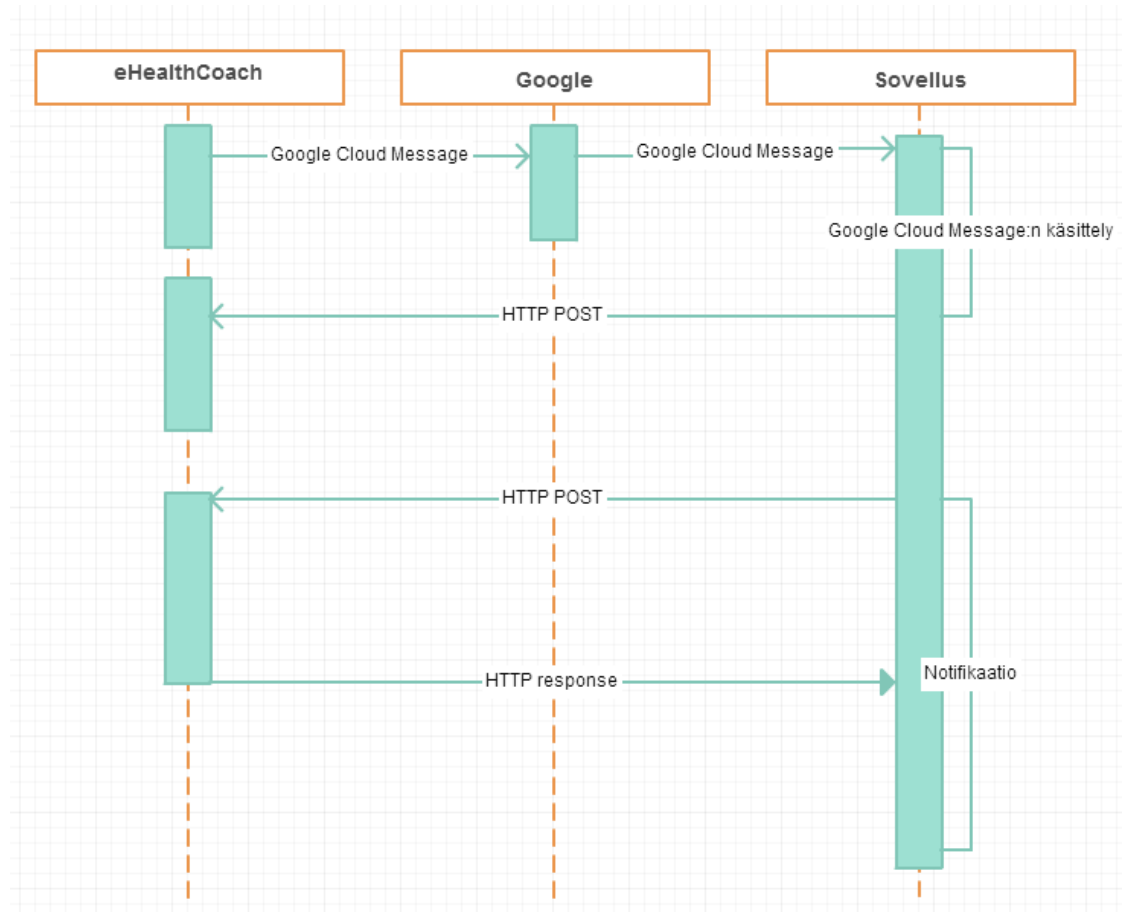 eHealthCoach
Google
Sovellus
Google Cloud Message
Google Cloud Message
Google Cloud Message:n käsittely
HTTP POST
HTTP POST
Notifikaatio
HTTP response